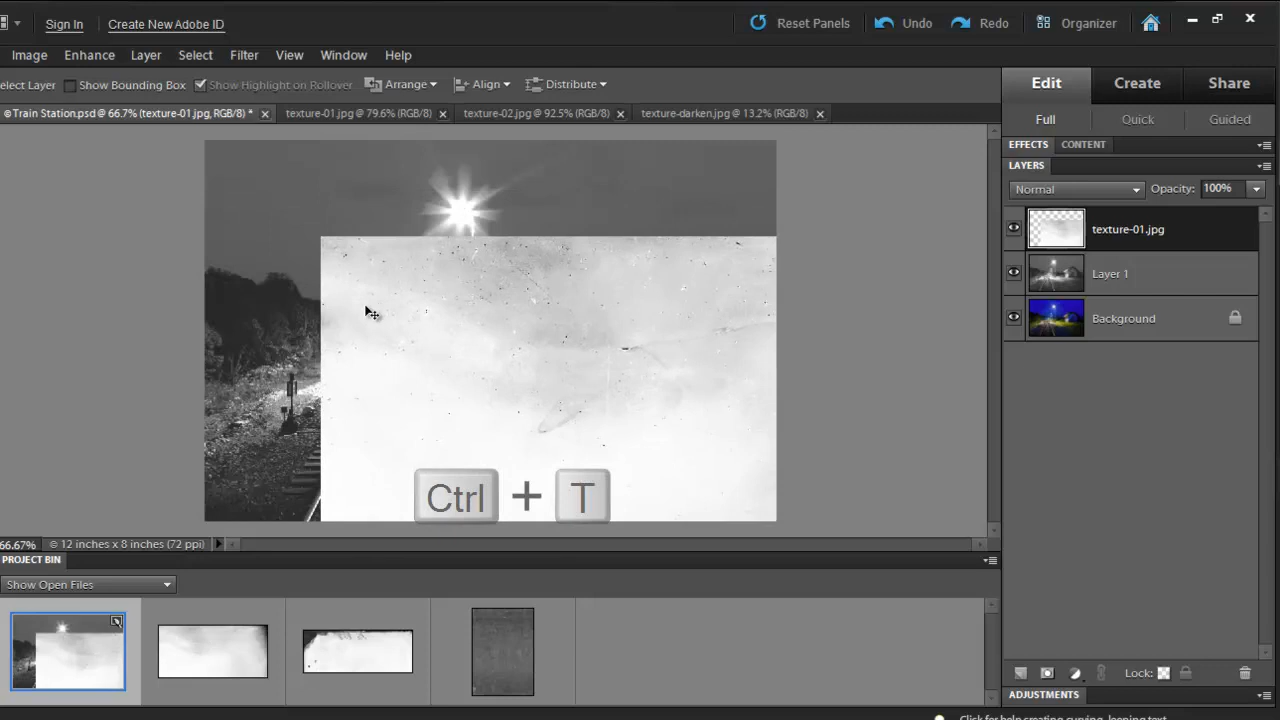 Sign In Create New Adobe ID Reset Panels Undo Redo Organizer
Image Enhance Layer Select Filter View Window Help
elect Layer Show Bounding Box Show Highlight on Rollover Arrange Align Distribute
Train Station.psd @ 66.7% (texture-01.jpg, RGB/8) * texture-01.jpg @ 79.6% (RGB/8) texture-02.jpg @ 92.5% (RGB/8) texture-darken.jpg @ 13.2% (RGB/8)
Edit Create Share
Full Quick Guided
EFFECTS CONTENT
LAYERS
Normal Opacity: 100%
texture-01.jpg
Layer 1
Background
Ctrl + T
66.67% 12 inches x 8 inches (72 ppi)
PROJECT BIN
Show Open Files
Lock:
ADJUSTMENTS
Click for help creating curving, looping text